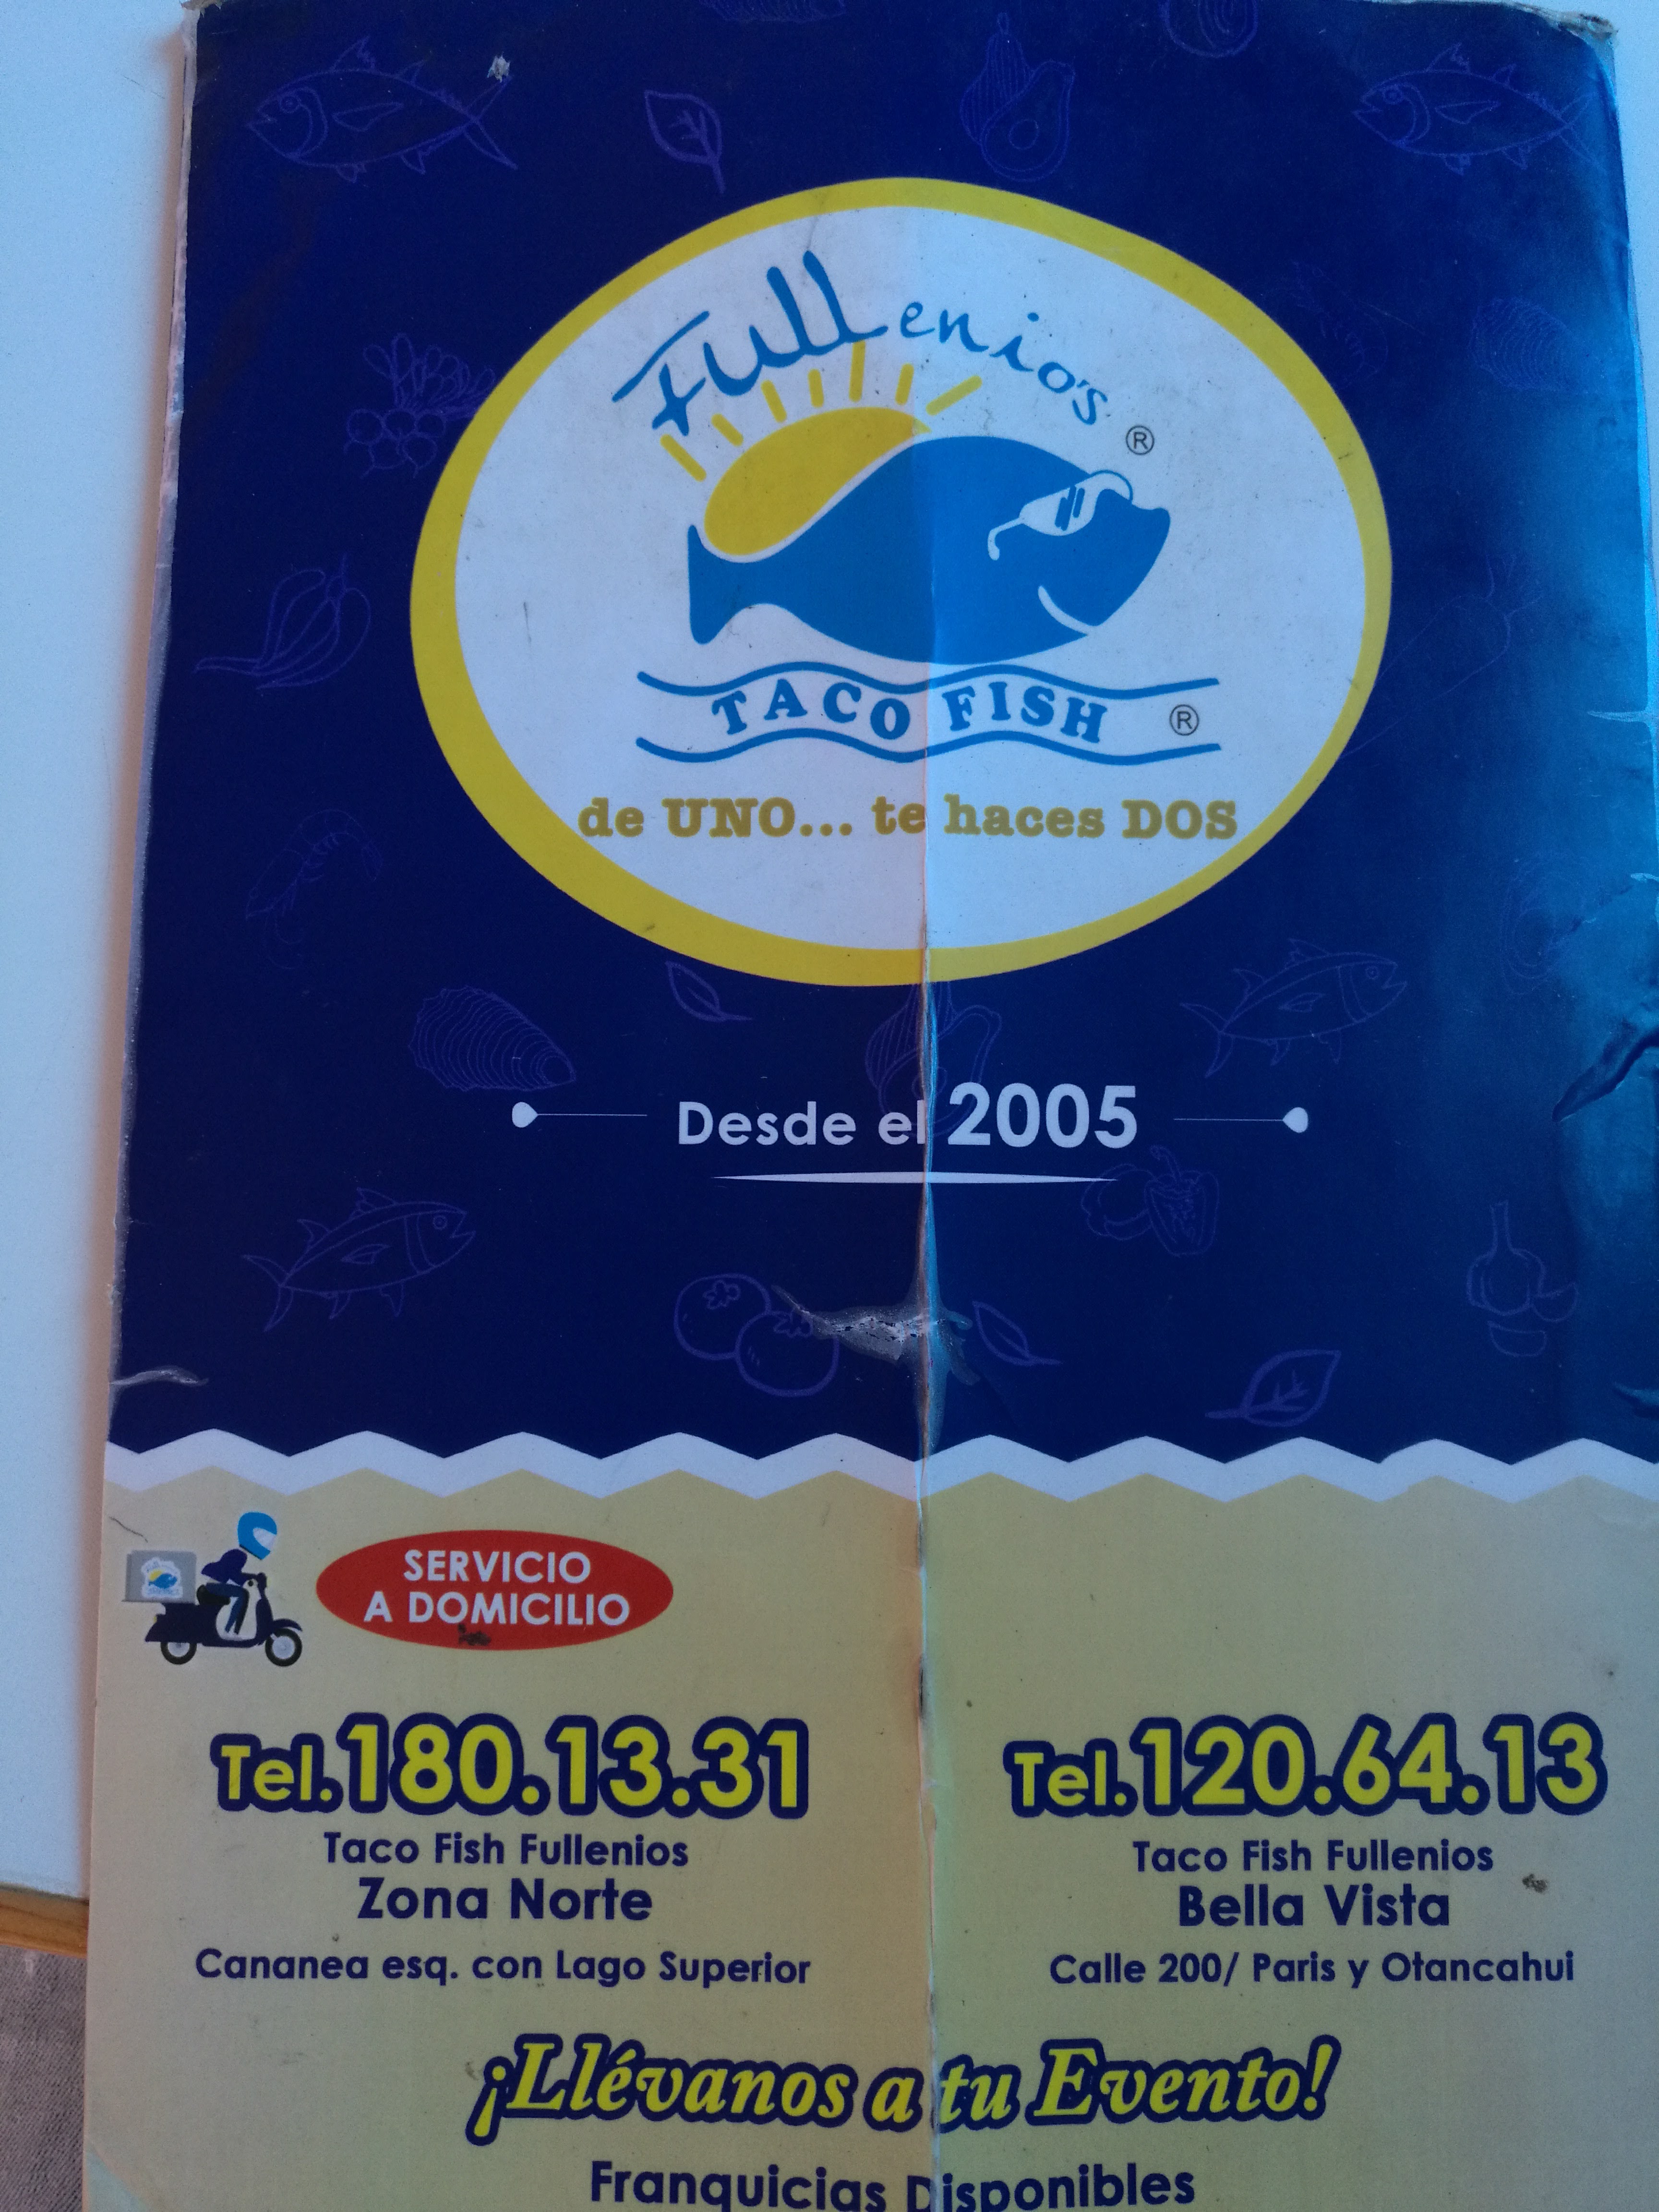 Fullenio's ®
TACO FISH ®
de UNO... te haces DOS
Desde el 2005
SERVICIO
A DOMICILIO
Tel.180.13.31
Taco Fish Fullenios
Zona Norte
Cananea esq. con Lago Superior
Tel.120.64.13
Taco Fish Fullenios
Bella Vista
Calle 200/ Paris y Otancahui
¡Llévanos a tu Evento!
Franquicias Disponibles